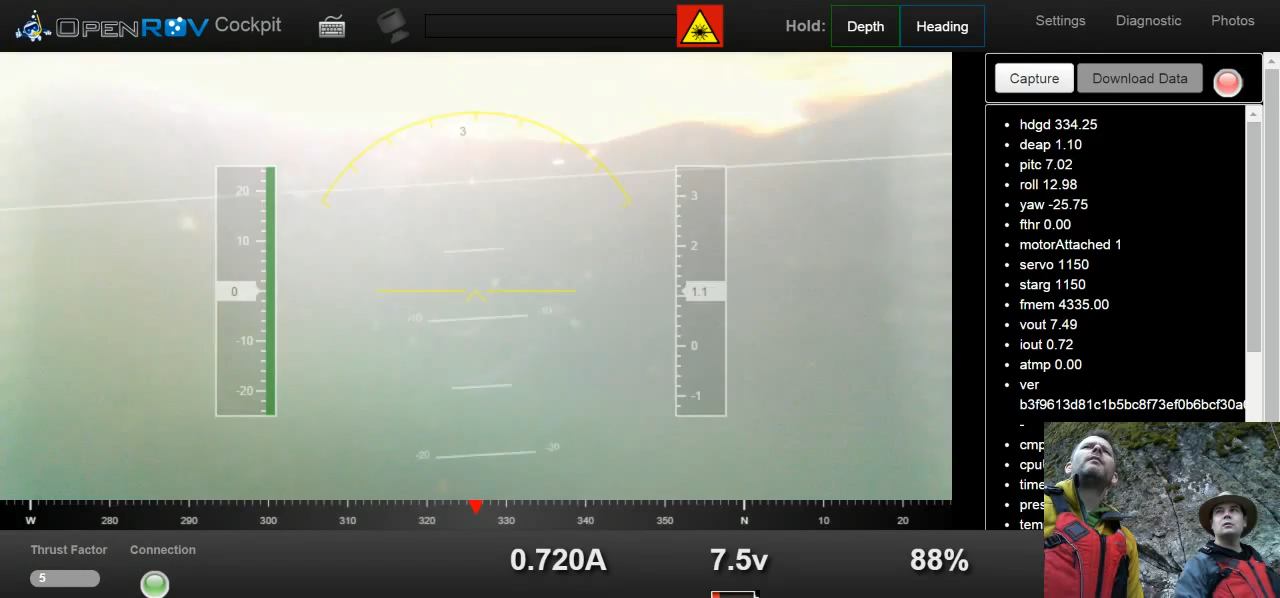 OPENROV Cockpit
Hold: Depth Heading
Settings Diagnostic Photos
Capture Download Data
hdgd 334.25
deap 1.10
pitc 7.02
roll 12.98
yaw -25.75
fthr 0.00
motorAttached 1
servo 1150
starg 1150
fmem 4335.00
vout 7.49
iout 0.72
atmp 0.00
ver
b3f9613d81c1b5bc8f73ef0b6bcf30a
-
cmp
cpu
time
pres
tem
3
20
10
0
-10
-20
3
2
1.1
0
-1
-10
-20 -20
W 280 290 300 310 320 330 340 350 N 10 20
Thrust Factor Connection
5
0.720A 7.5v 88%